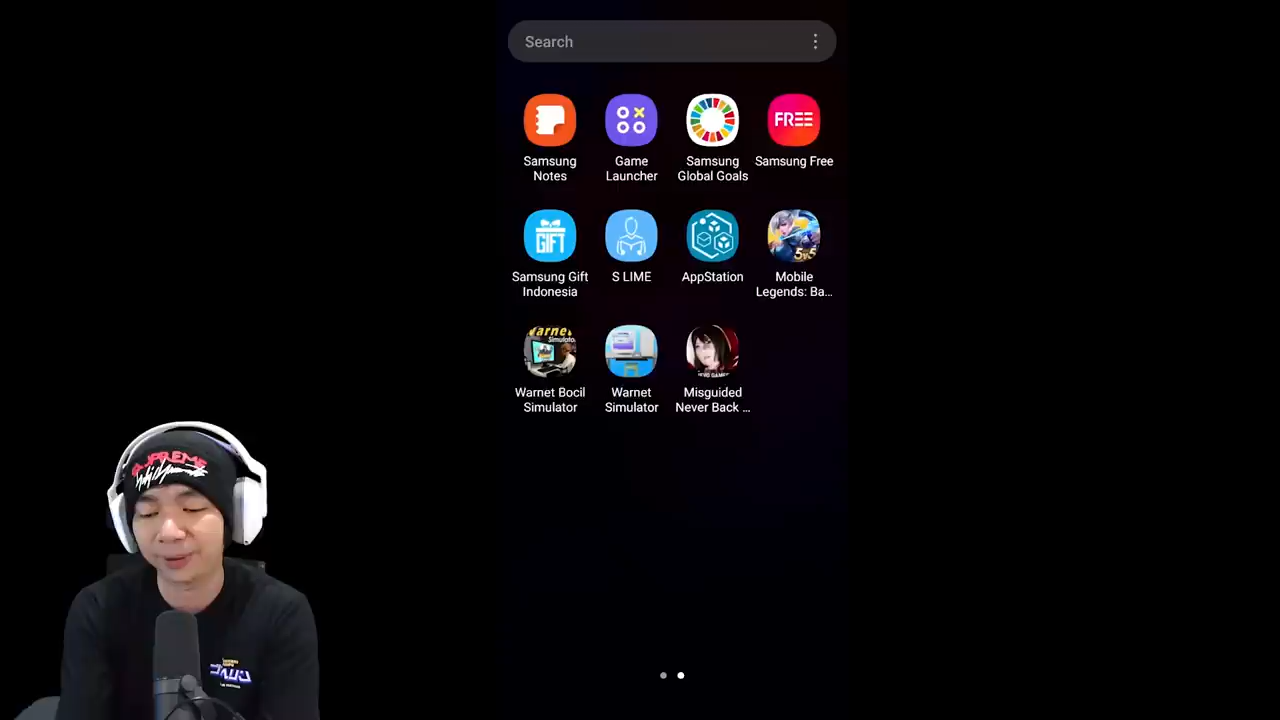 Search
FREE
Samsung Notes
Game Launcher
Samsung Global Goals
Samsung Free
GIFT
5v5
Samsung Gift Indonesia
S LIME
AppStation
Mobile Legends: Ba...
Warnet Bocil Simulator
Warnet Simulator
Misguided Never Back ...